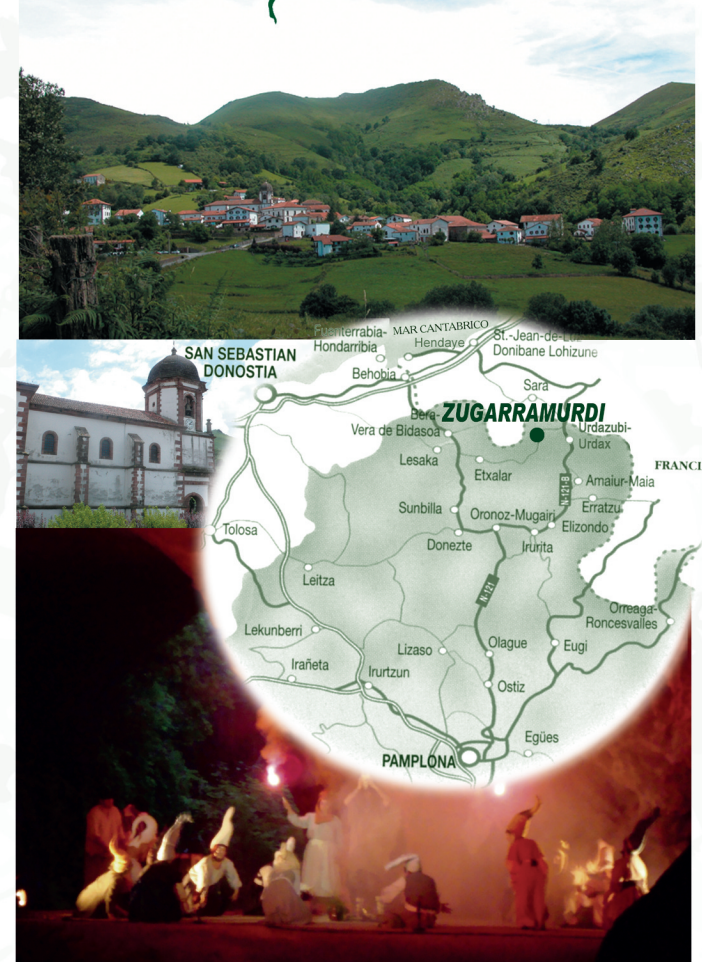 MAR CANTABRICO
Fuenterrabia-
Hondarribia
Hendaye
St.-Jean-de-Luz
Donibane Lohizune
SAN SEBASTIAN
DONOSTIA
Behobia
Sara
Bera-
Vera de Bidasoa
ZUGARRAMURDI
Urdazubi-
Urdax
Lesaka
Etxalar
FRANCI
N-121-B
Amaiur-Maia
Erratzu
Sunbilla
Oronoz-Mugairi
Elizondo
Tolosa
Donezte
Irurita
Leitza
N-121
Orreaga-
Roncesvalles
Lekunberri
Lizaso
Olague
Eugi
Irañeta
Irurtzun
Ostiz
Egües
PAMPLONA